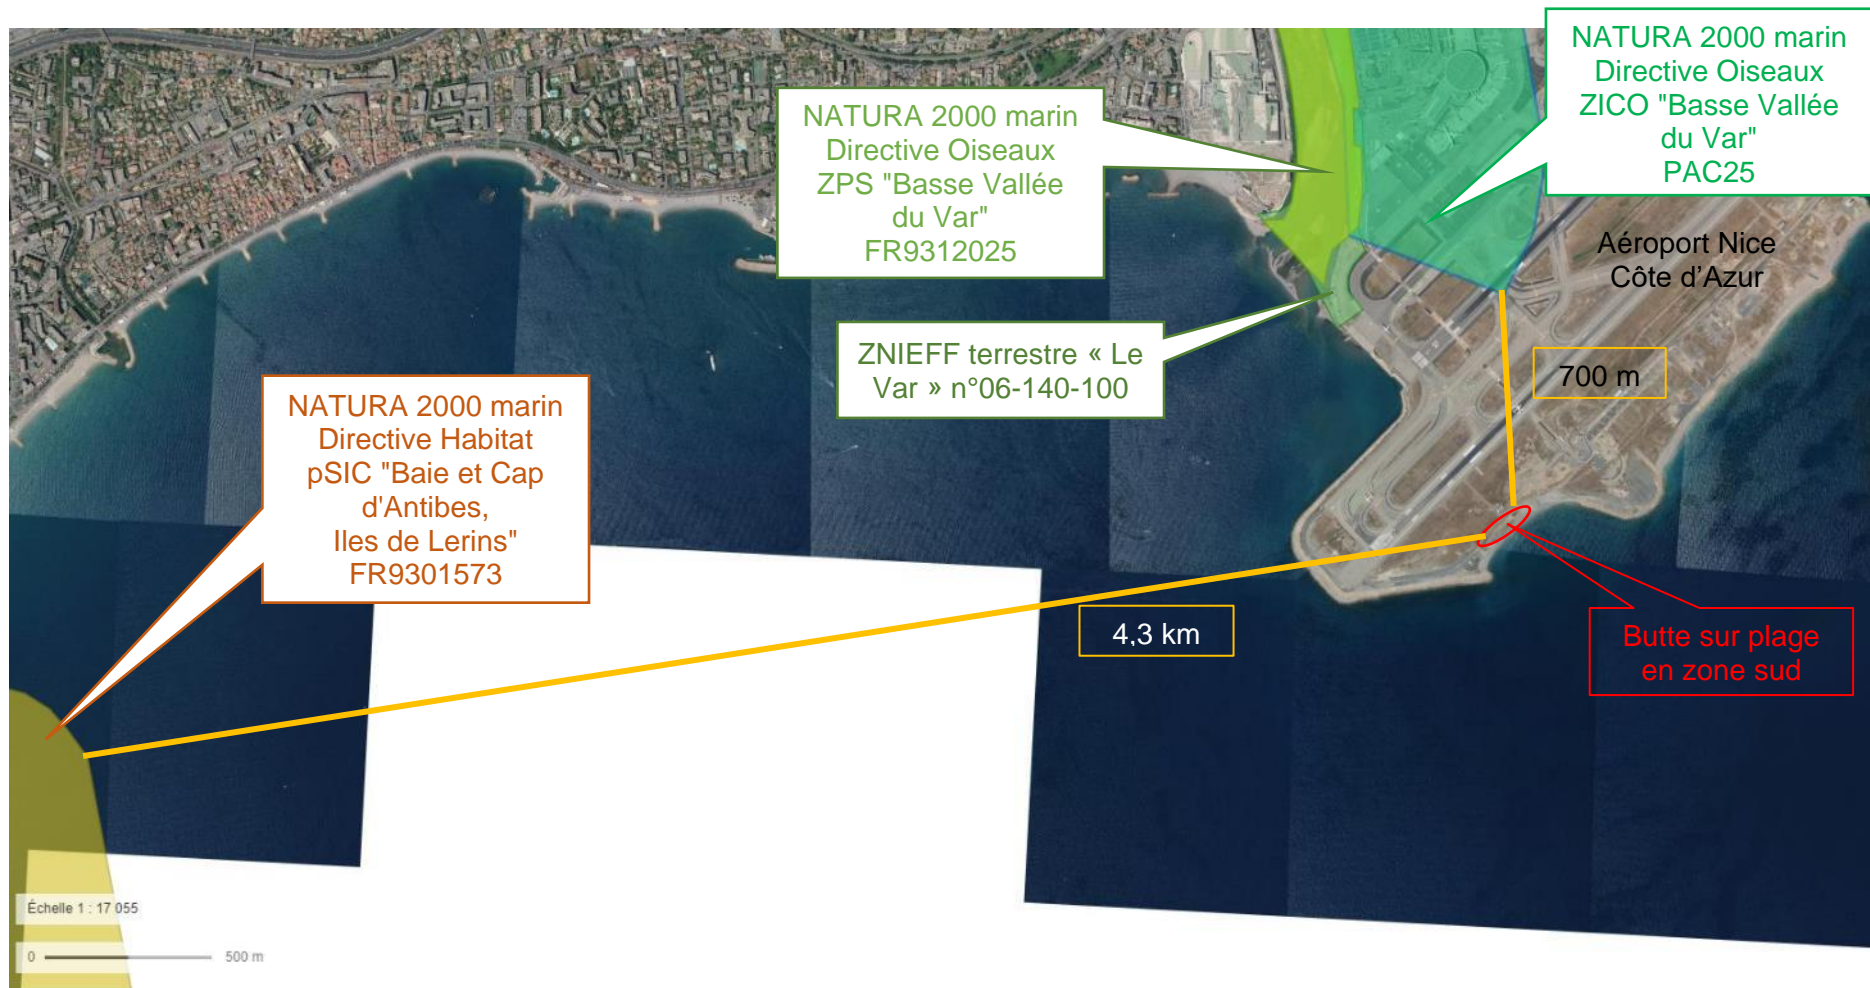 NATURA 2000 marin
Directive Oiseaux
ZICO "Basse Vallée
du Var"
PAC25
NATURA 2000 marin
Directive Oiseaux
ZPS "Basse Vallée
du Var"
FR9312025
Aéroport Nice
Côte d'Azur
ZNIEFF terrestre « Le
Var » n°06-140-100
700 m
NATURA 2000 marin
Directive Habitat
pSIC "Baie et Cap
d'Antibes,
Iles de Lerins"
FR9301573
4,3 km
Butte sur plage
en zone sud
Échelle 1 : 17 055
0 500 m